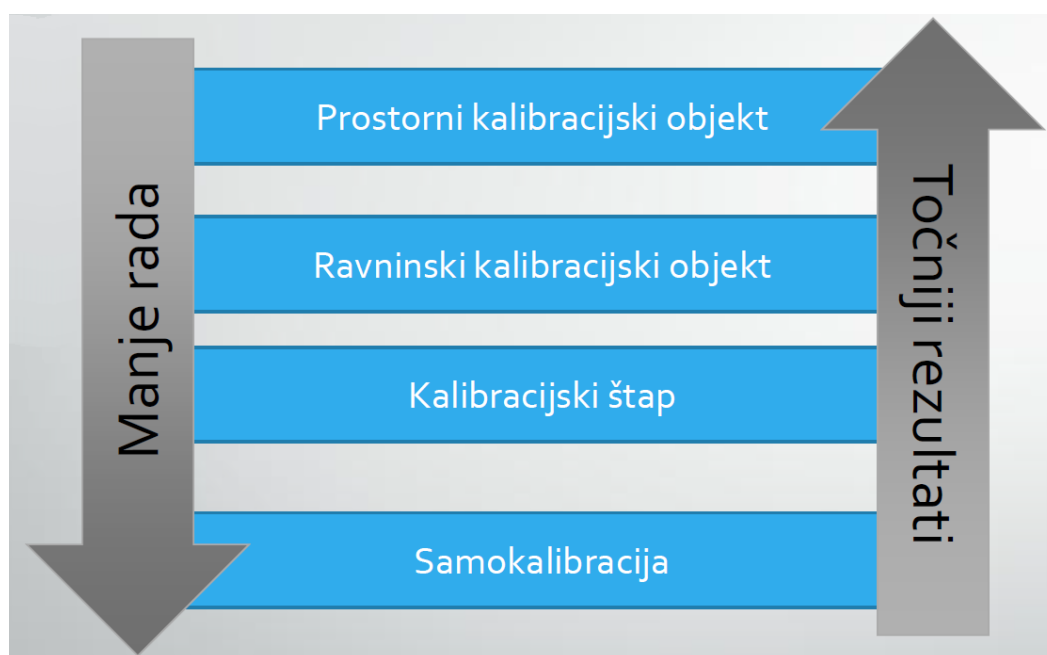 Manje rada
Prostorni kalibracijski objekt
Ravninski kalibracijski objekt
Kalibracijski štap
Samokalibracija
Točniji rezultati